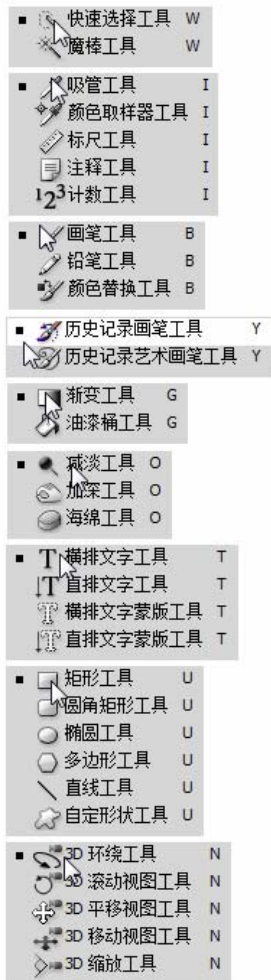 快速选择工具 W
魔棒工具 W
吸管工具 I
颜色取样器工具 I
标尺工具 I
注释工具 I
123计数工具 I
画笔工具 B
铅笔工具 B
颜色替换工具 B
历史记录画笔工具 Y
历史记录艺术画笔工具 Y
渐变工具 G
油漆桶工具 G
减淡工具 O
加深工具 O
海绵工具 O
T 横排文字工具 T
T 直排文字工具 T
T 横排文字蒙版工具 T
T 直排文字蒙版工具 T
矩形工具 U
圆角矩形工具 U
椭圆工具 U
多边形工具 U
直线工具 U
自定形状工具 U
3D 环绕工具 N
3D 滚动视图工具 N
3D 平移视图工具 N
3D 移动视图工具 N
3D 缩放工具 N